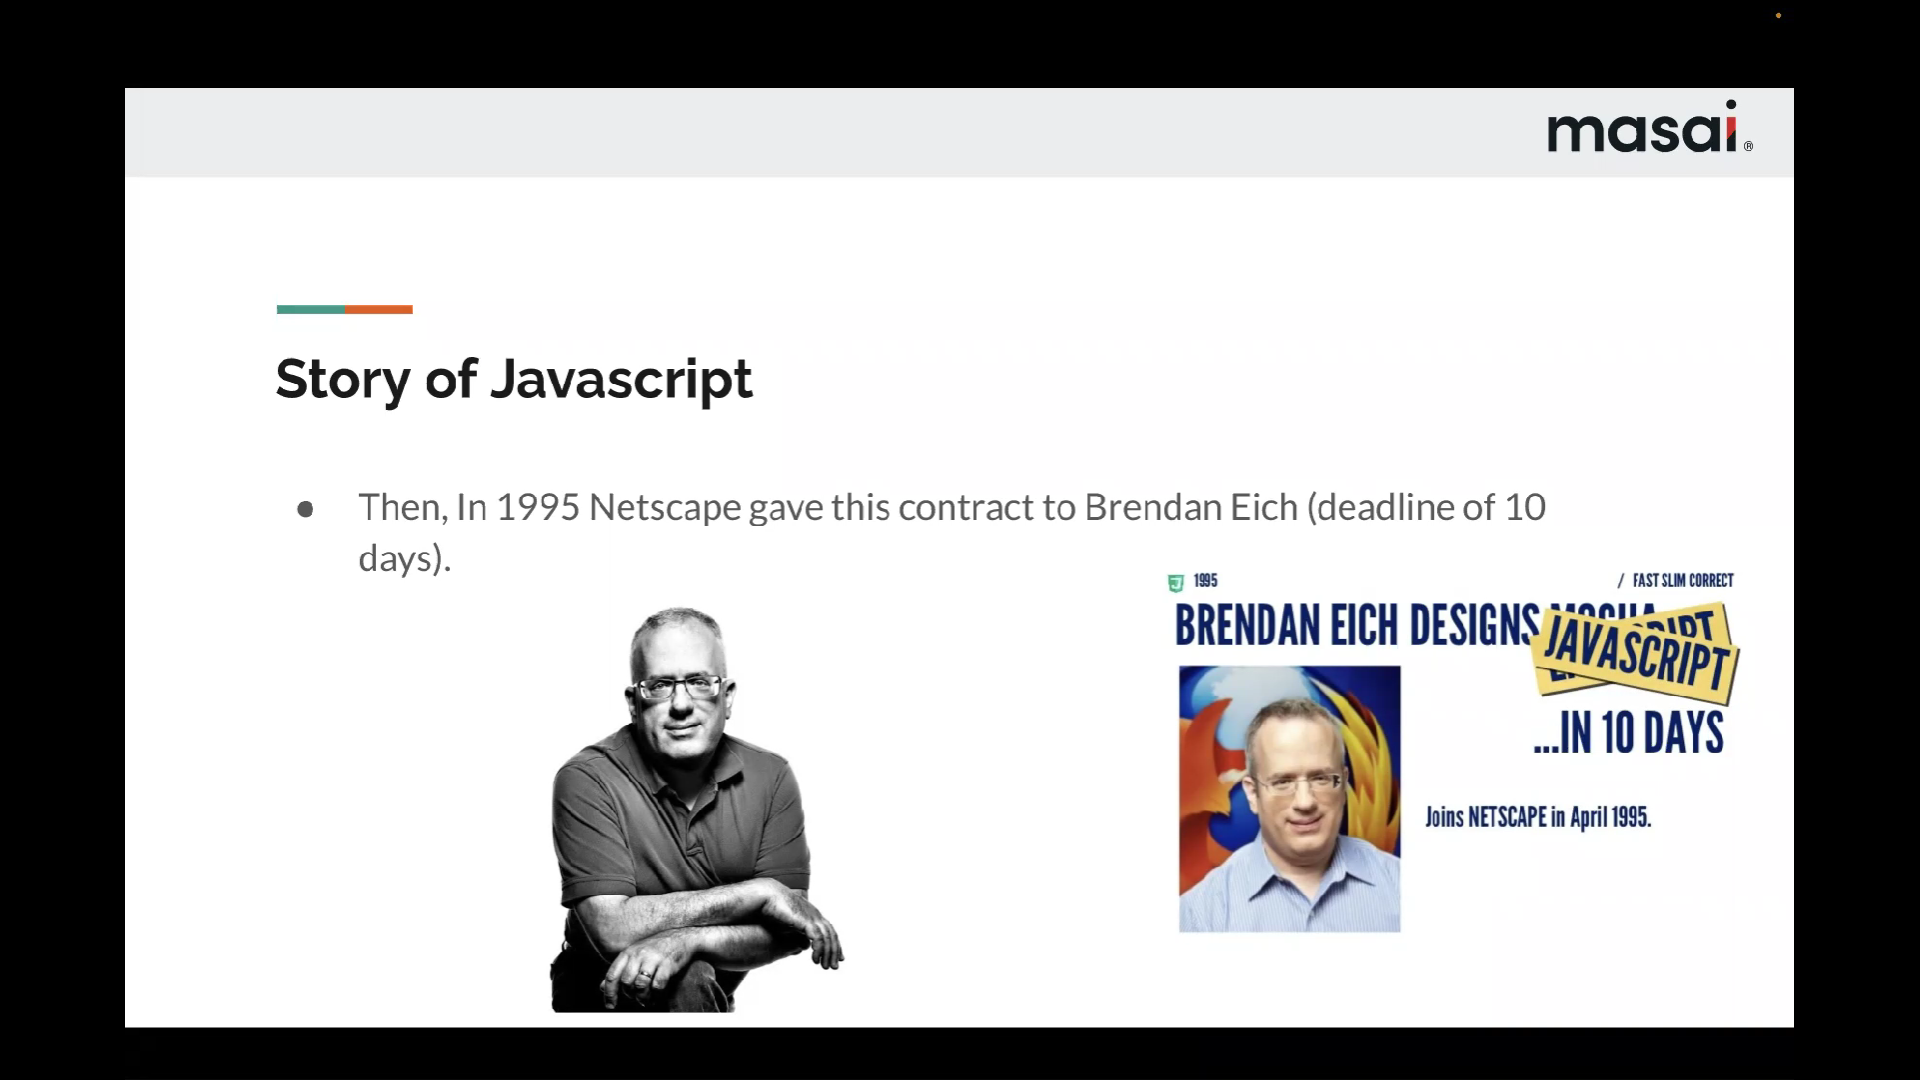 masai®
Story of Javascript
● Then, In 1995 Netscape gave this contract to Brendan Eich (deadline of 10
days).
1995
/ FAST SLIM CORRECT
BRENDAN EICH DESIGNS MOCHA
JAVASCRIPT
...IN 10 DAYS
Joins NETSCAPE in April 1995.